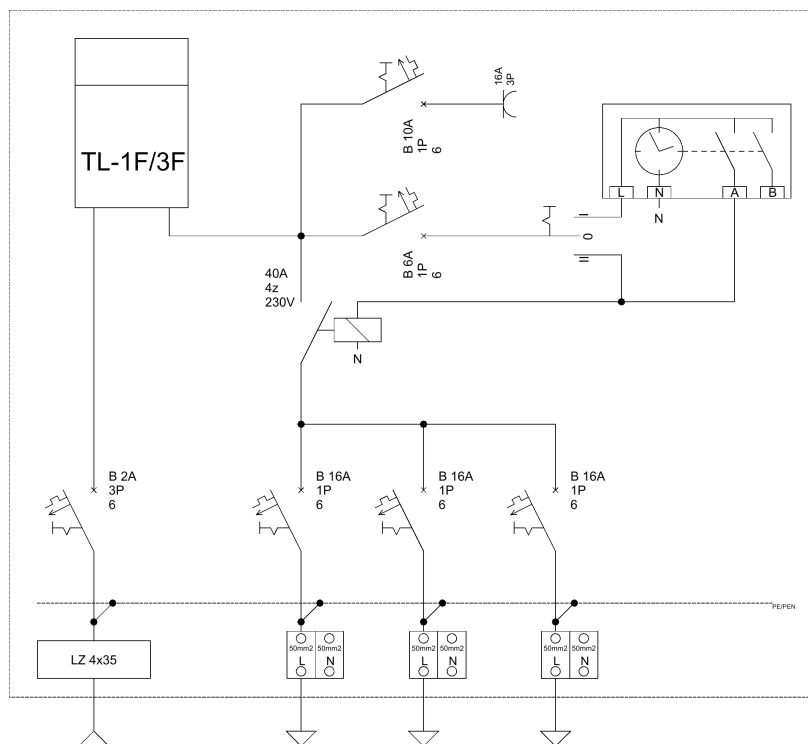 16A
3P
TL-1F/3F
B 10A
1P
6
L
N
A
B
N
I
0
II
B 6A
1P
6
40A
4z
230V
N
B 2A
3P
6
B 16A
1P
6
B 16A
1P
6
B 16A
1P
6
PE/PEN
LZ 4x35
50mm2
50mm2
L
N
50mm2
50mm2
L
N
50mm2
50mm2
L
N